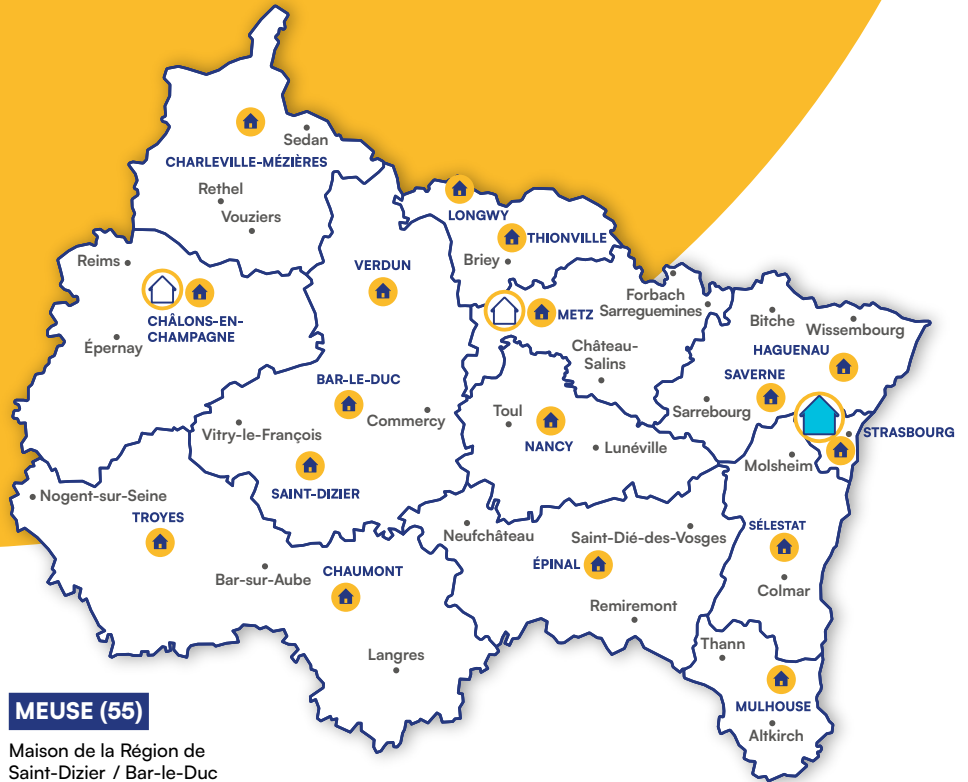 Sedan
CHARLEVILLE-MÉZIÈRES
Rethel
Vouziers
LONGWY
THIONVILLE
Briey
Reims
VERDUN
CHÂLONS-EN-
CHAMPAGNE
Épernay
METZ
Forbach
Sarreguemines
Château-
Salins
Bitche
Wissembourg
HAGUENAU
SAVERNE
Sarrebourg
STRASBOURG
Molsheim
BAR-LE-DUC
Commercy
Vitry-le-François
SAINT-DIZIER
Toul
NANCY
Lunéville
Nogent-sur-Seine
TROYES
Bar-sur-Aube
CHAUMONT
Langres
Neufchâteau
Saint-Dié-des-Vosges
ÉPINAL
Remiremont
SÉLESTAT
Colmar
Thann
MULHOUSE
Altkirch
MEUSE (55)
Maison de la Région de
Saint-Dizier / Bar-le-Duc